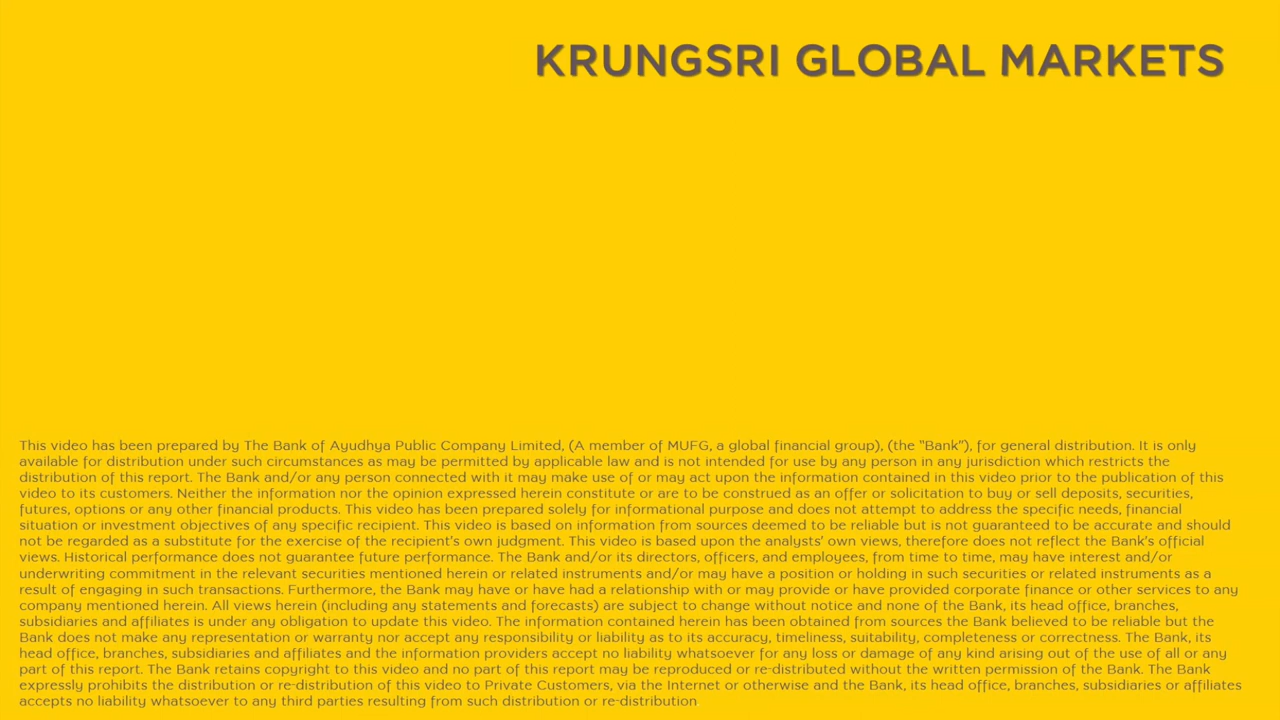 KRUNGSRI GLOBAL MARKETS
This video has been prepared by The Bank of Ayudhya Public Company Limited, (A member of MUFG, a global financial group), (the “Bank”), for general distribution. It is only
available for distribution under such circumstances as may be permitted by applicable law and is not intended for use by any person in any jurisdiction which restricts the
distribution of this report. The Bank and/or any person connected with it may make use of or may act upon the information contained in this video prior to the publication of this
video to its customers. Neither the information nor the opinion expressed herein constitute or are to be construed as an offer or solicitation to buy or sell deposits, securities,
futures, options or any other financial products. This video has been prepared solely for informational purpose and does not attempt to address the specific needs, financial
situation or investment objectives of any specific recipient. This video is based on information from sources deemed to be reliable but is not guaranteed to be accurate and should
not be regarded as a substitute for the exercise of the recipient's own judgment. This video is based upon the analysts' own views, therefore does not reflect the Bank's official
views. Historical performance does not guarantee future performance. The Bank and/or its directors, officers, and employees, from time to time, may have interest and/or
underwriting commitment in the relevant securities mentioned herein or related instruments and/or may have a position or holding in such securities or related instruments as a
result of engaging in such transactions. Furthermore, the Bank may have or have had a relationship with or may provide or have provided corporate finance or other services to any
company mentioned herein. All views herein (including any statements and forecasts) are subject to change without notice and none of the Bank, its head office, branches,
subsidiaries and affiliates is under any obligation to update this video. The information contained herein has been obtained from sources the Bank believed to be reliable but the
Bank does not make any representation or warranty nor accept any responsibility or liability as to its accuracy, timeliness, suitability, completeness or correctness. The Bank, its
head office, branches, subsidiaries and affiliates and the information providers accept no liability whatsoever for any loss or damage of any kind arising out of the use of all or any
part of this report. The Bank retains copyright to this video and no part of this report may be reproduced or re-distributed without the written permission of the Bank. The Bank
expressly prohibits the distribution or re-distribution of this video to Private Customers, via the Internet or otherwise and the Bank, its head office, branches, subsidiaries or affiliates
accepts no liability whatsoever to any third parties resulting from such distribution or re-distribution